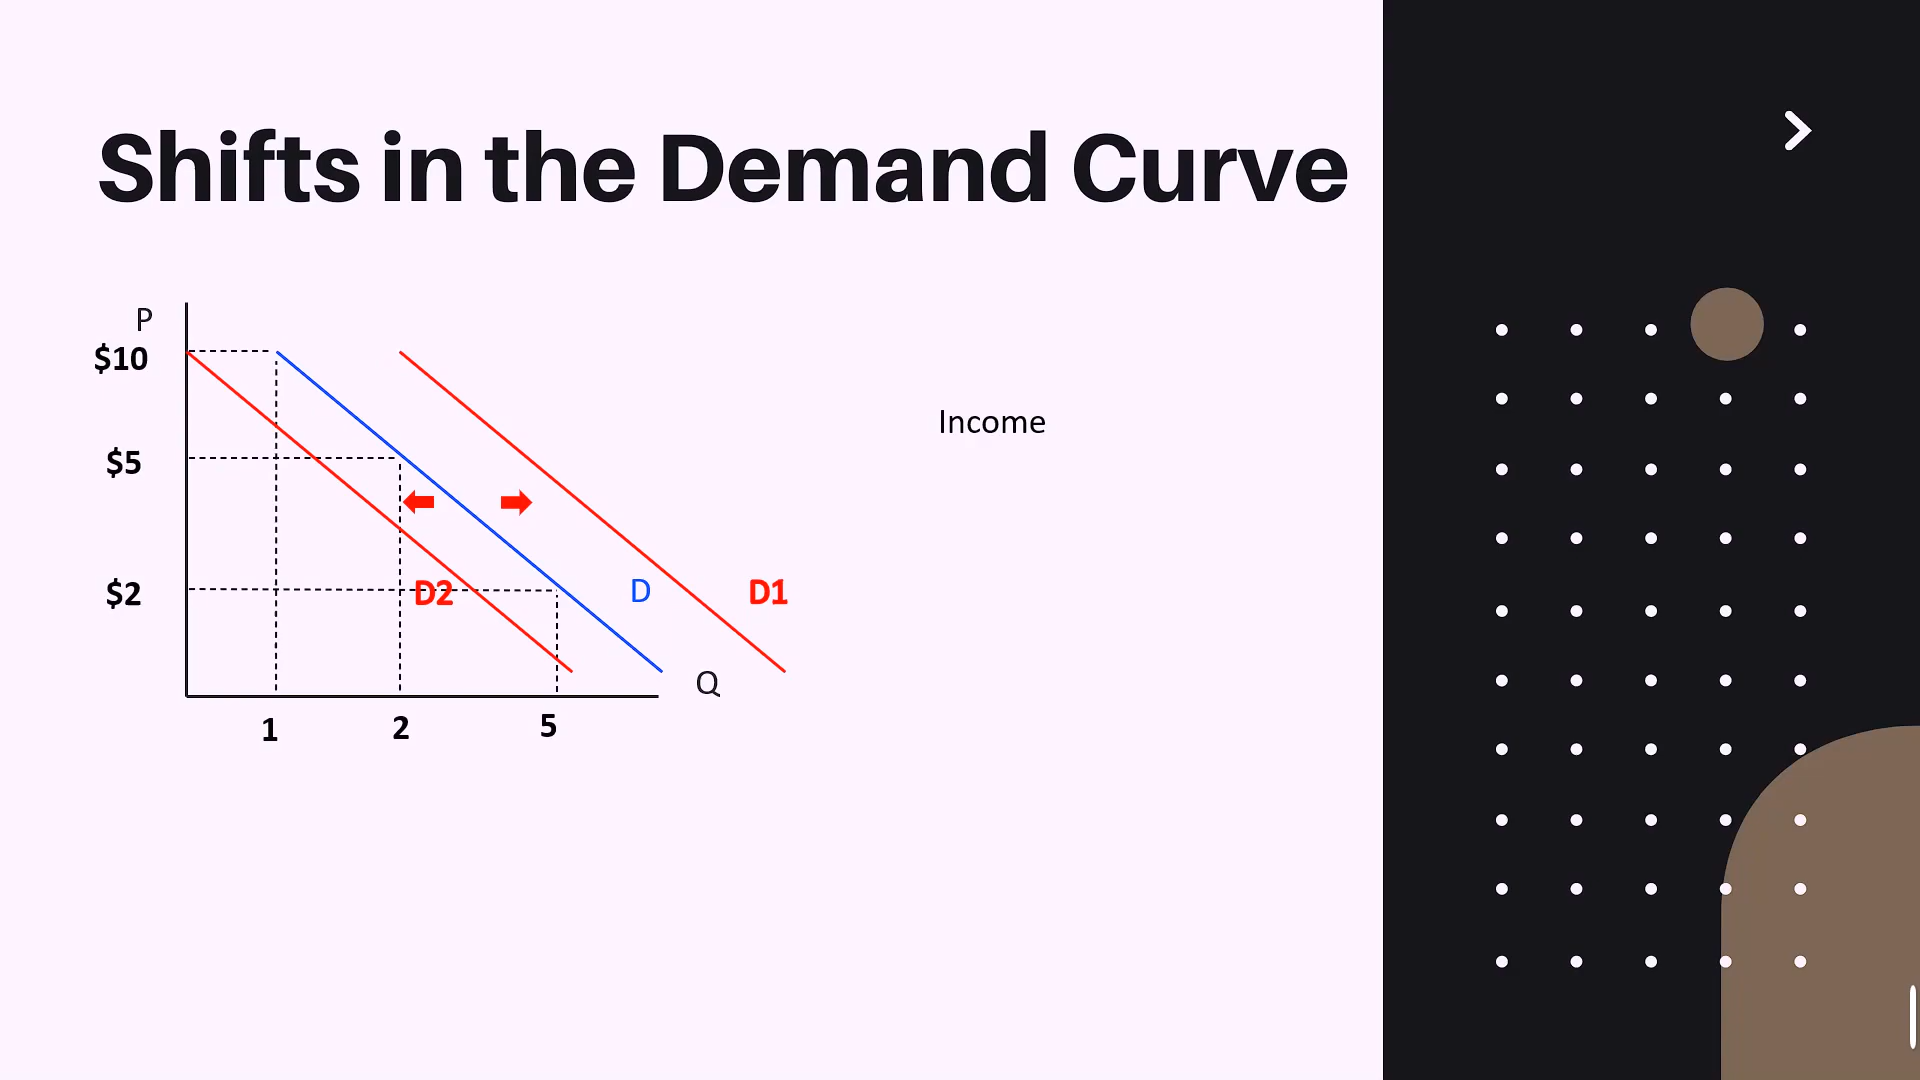 Shifts in the Demand Curve
P
$10
Income
$5
$2
D2
D
D1
Q
1
2
5